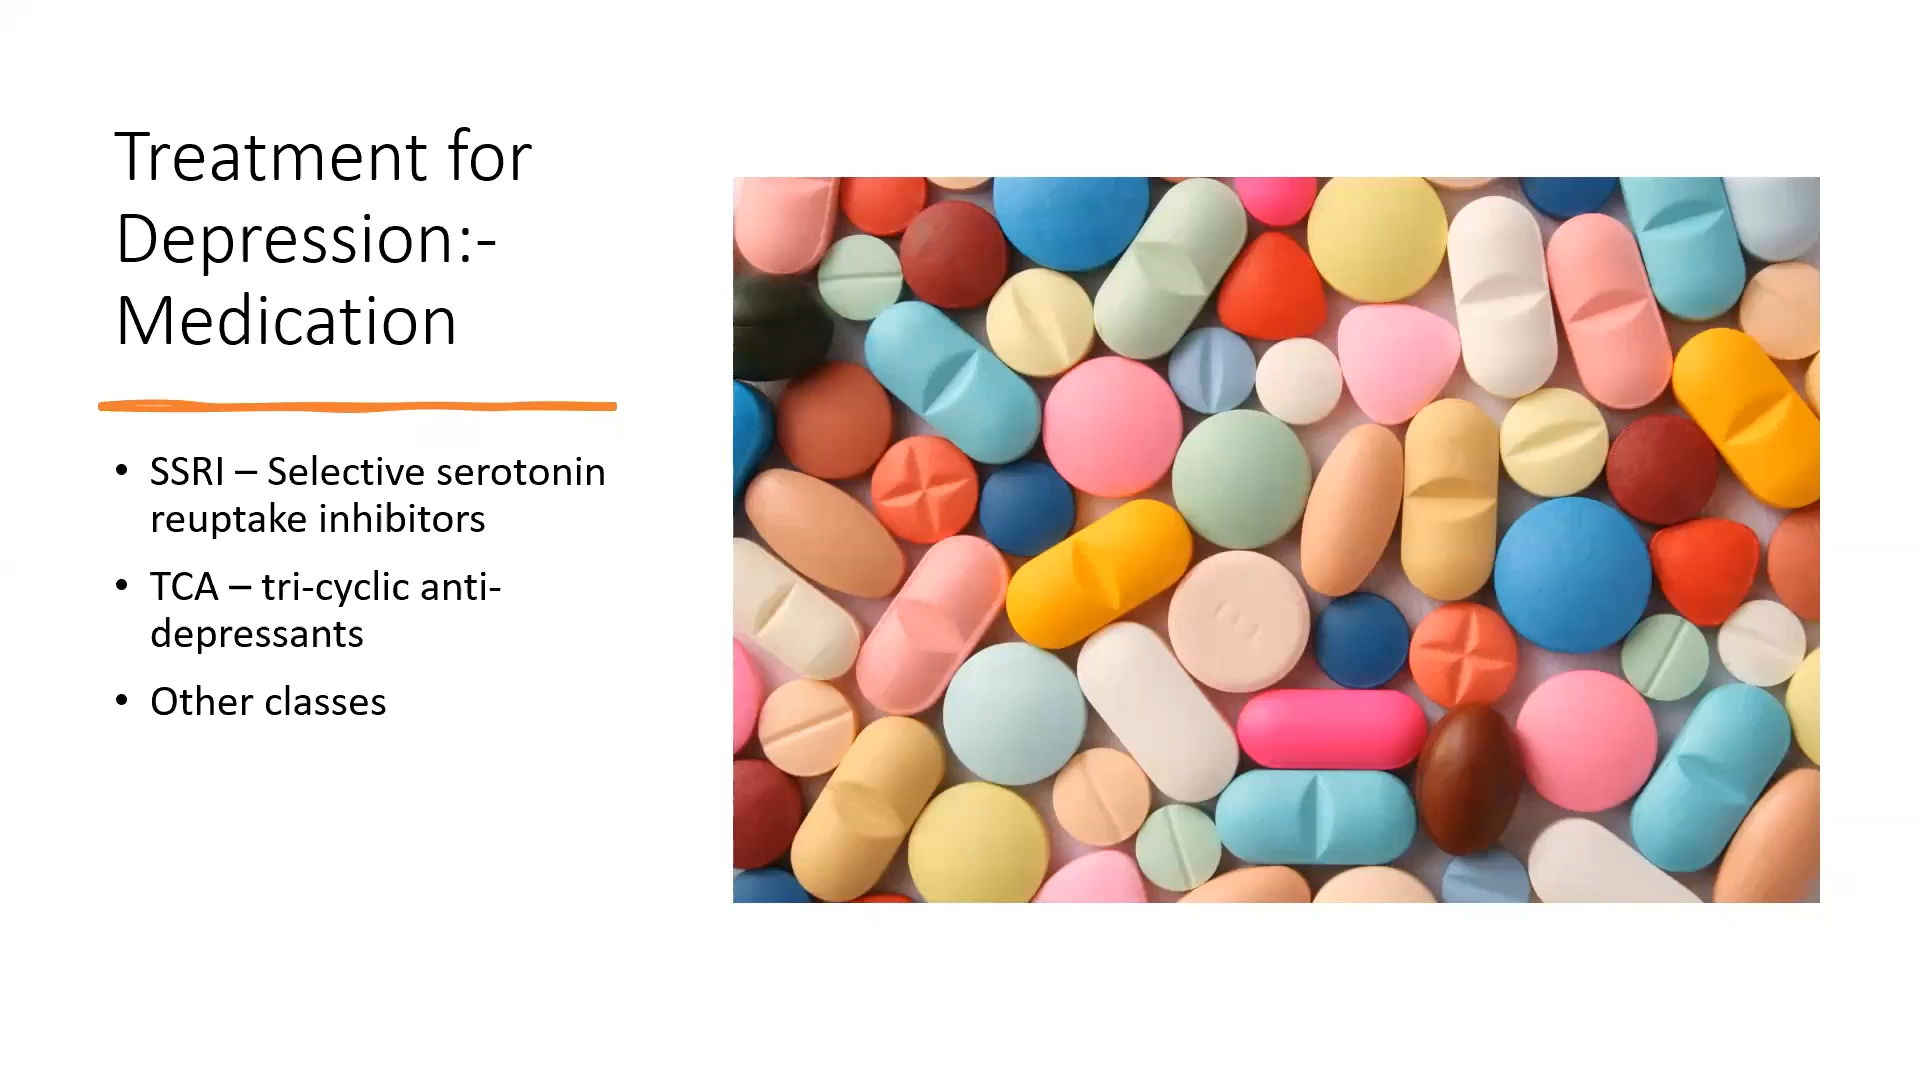 Treatment for
Depression:-
Medication
• SSRI – Selective serotonin
reuptake inhibitors
• TCA – tri-cyclic anti-
depressants
• Other classes